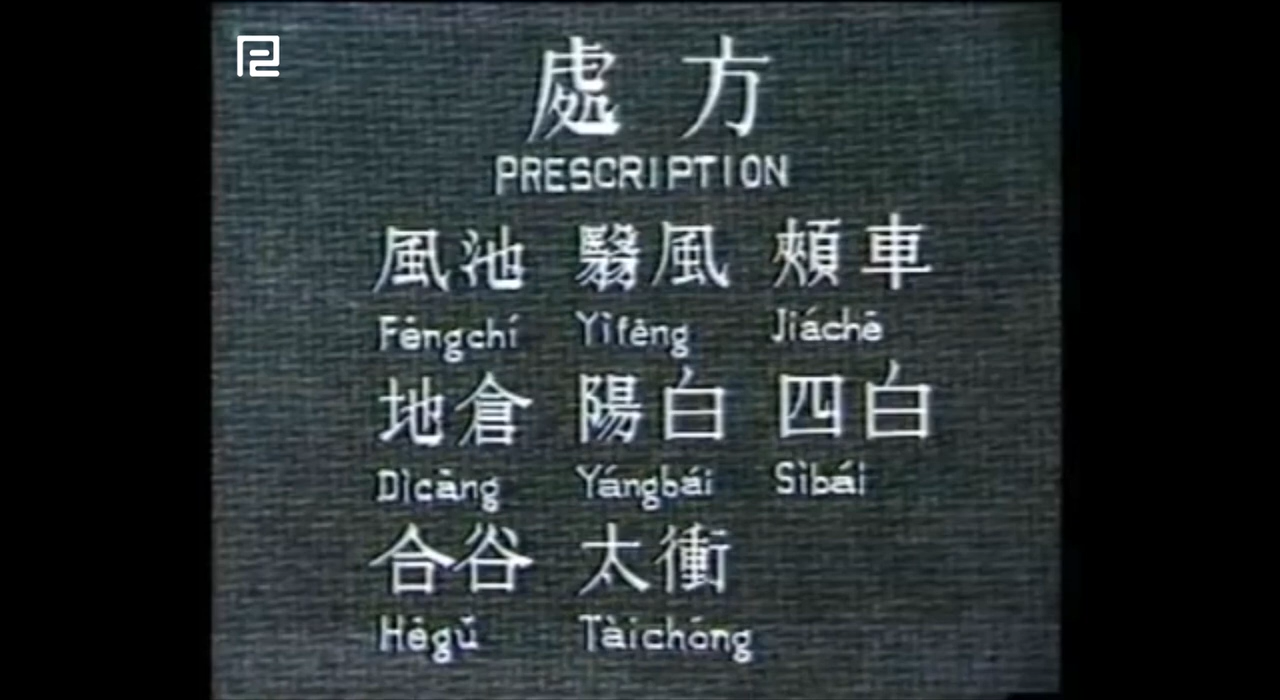 處方
PRESCRIPTION
風池 翳風 頰車
Fēngchí Yìfēng Jiáchē
地倉 陽白 四白
Dìcāng Yángbái Sìbái
合谷 太衝
Hégǔ Tàichóng